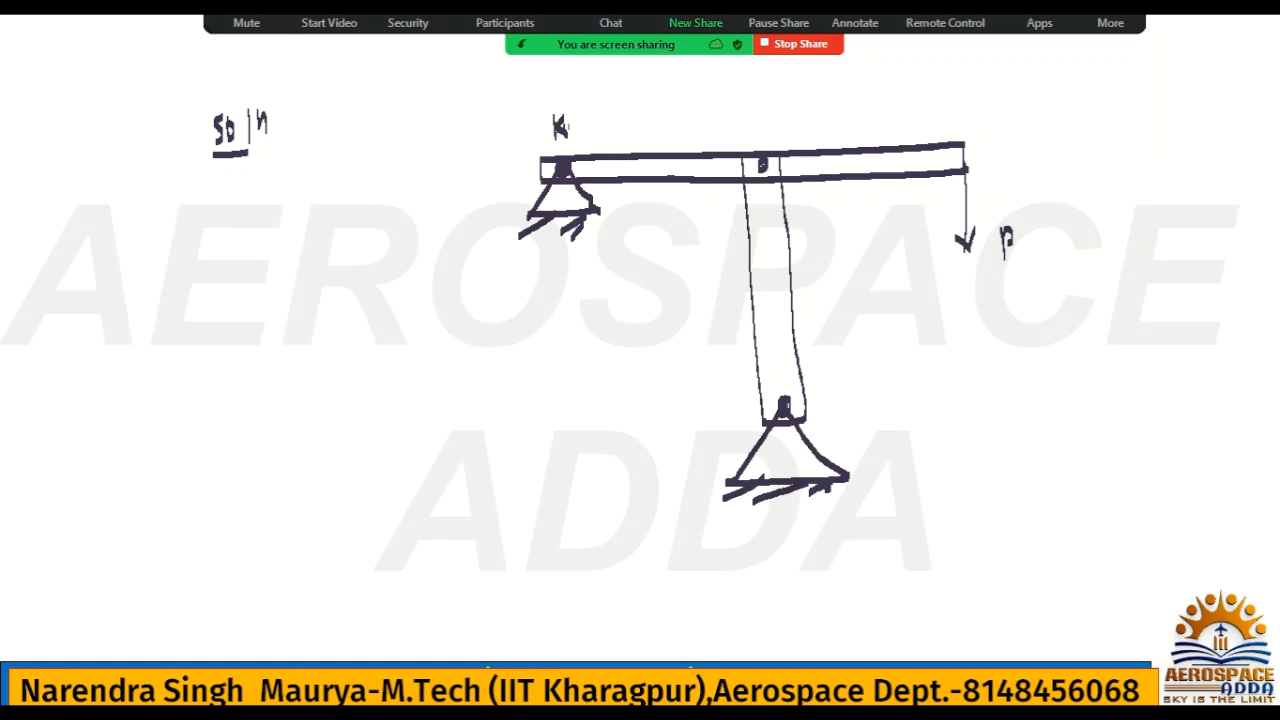 Mute Start Video Security Participants Chat New Share Pause Share Annotate Remote Control Apps More
You are screen sharing Stop Share
Sol n
K
P
AEROSPACE
ADDA
AEROSPACE
ADDA
SKY IS THE LIMIT
Narendra Singh Maurya-M.Tech (IIT Kharagpur),Aerospace Dept.-8148456068